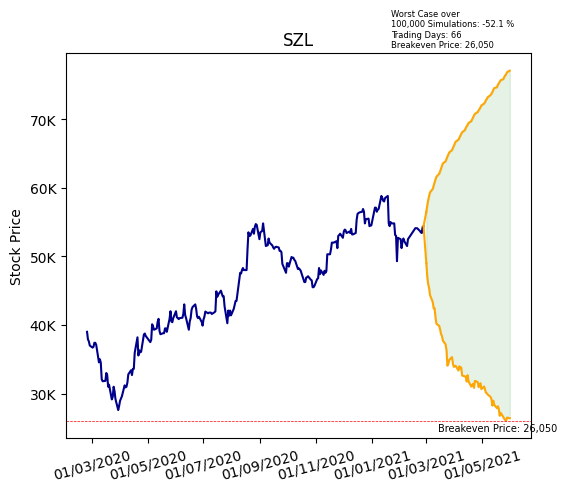 Worst Case over
100,000 Simulations: -52.1 %
Trading Days: 66
Breakeven Price: 26,050
SZL
Stock Price
70K
60K
50K
40K
30K
Breakeven Price: 26,050
01/03/2020
01/05/2020
01/07/2020
01/09/2020
01/11/2020
01/01/2021
01/03/2021
01/05/2021